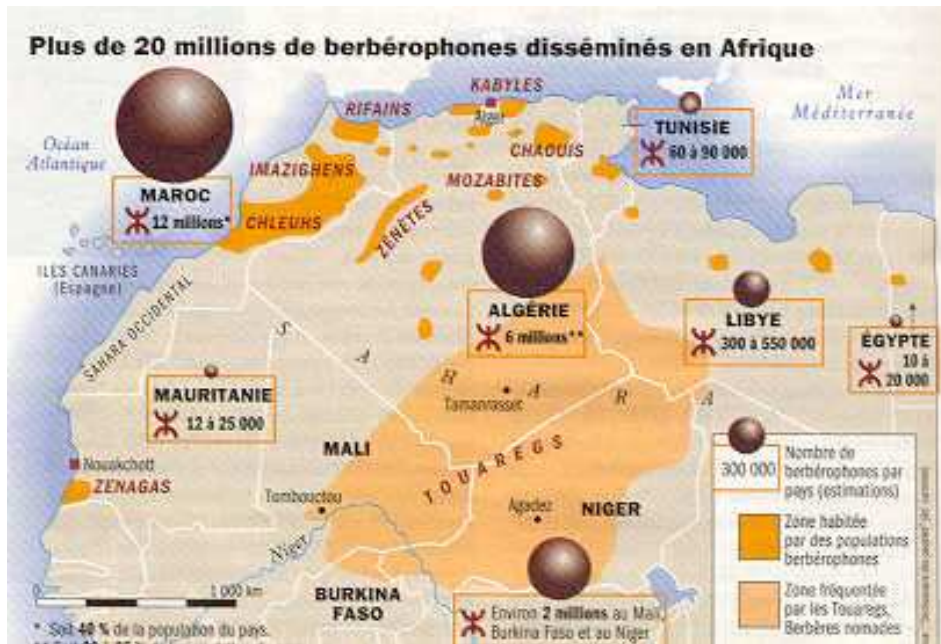 Plus de 20 millions de berbérophones disséminés en Afrique
KABYLES
RIFAINS
Alger
Mer
Méditerranée
TUNISIE
60 à 90 000
Océan
Atlantique
CHAOUIS
IMAZIGHENS
MOZABITES
MAROC
12 millions*
CHLEUHS
ZÉNÈTES
ILES CANARIES
(Espagne)
SAHARA OCCIDENTAL
ALGÉRIE
6 millions**
LIBYE
300 à 550 000
ÉGYPTE
10 à
20 000
SAHARA
MAURITANIE
12 à 25 000
Tamanrasset
MALI
TOUAREGS
Nouakchott
ZENAGAS
Tombouctou
Agadez
NIGER
Niger
300 000
Nombre de
berbérophones par
pays (estimations)
Zone habitée
par des populations
berbérophones
Zone fréquentée
par les Touaregs,
Berbères nomades
0
1 000 km
BURKINA
FASO
Environ 2 millions au Mali,
Burkina Faso et au Niger
* Soit 40 % de la population du pays.